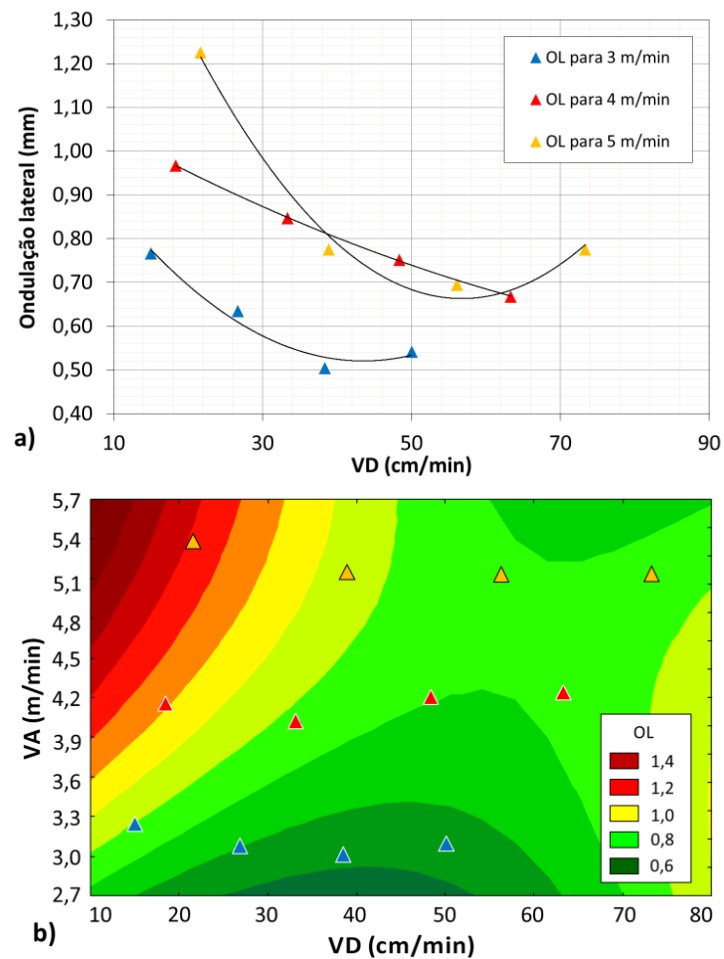 1,30
1,20
1,10
1,00
0,90
0,80
0,70
0,60
0,50
0,40
Ondulação lateral (mm)
OL para 3 m/min
OL para 4 m/min
OL para 5 m/min
10 30 50 70 90
VD (cm/min)
a)
5,7
5,4
5,1
4,8
4,5
4,2
3,9
3,6
3,3
3,0
2,7
VA (m/min)
OL
1,4
1,2
1,0
0,8
0,6
10 20 30 40 50 60 70 80
VD (cm/min)
b)